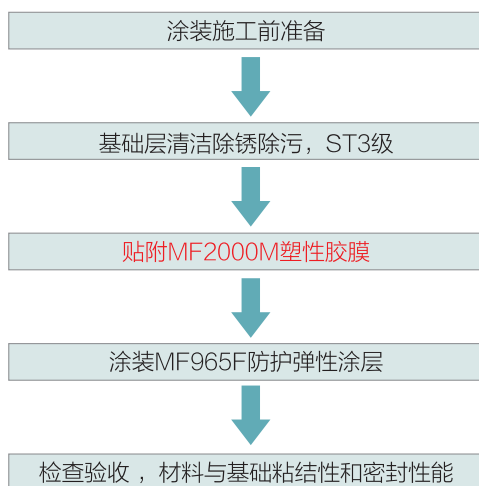 涂装施工前准备
基础层清洁除锈除污，ST3级
贴附MF2000M塑性胶膜
涂装MF965F防护弹性涂层
检查验收 ，材料与基础粘结性和密封性能